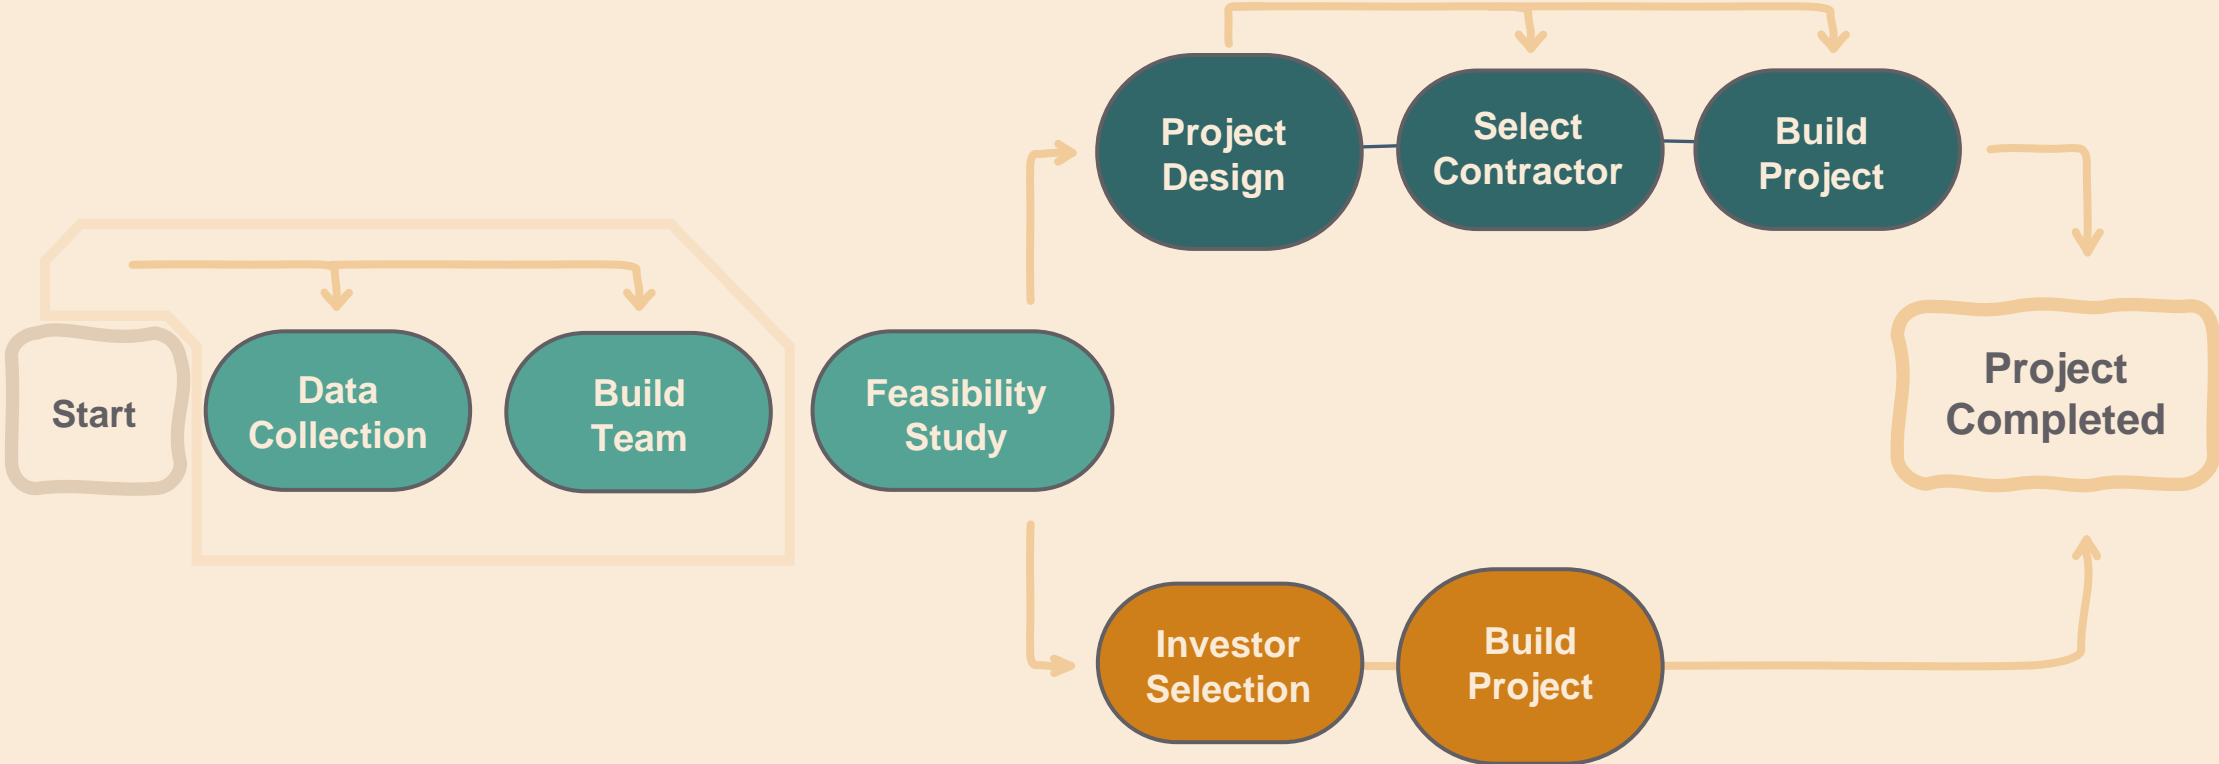 Start
Data
Collection
Build
Team
Feasibility
Study
Project
Design
Select
Contractor
Build
Project
Investor
Selection
Build
Project
Project
Completed